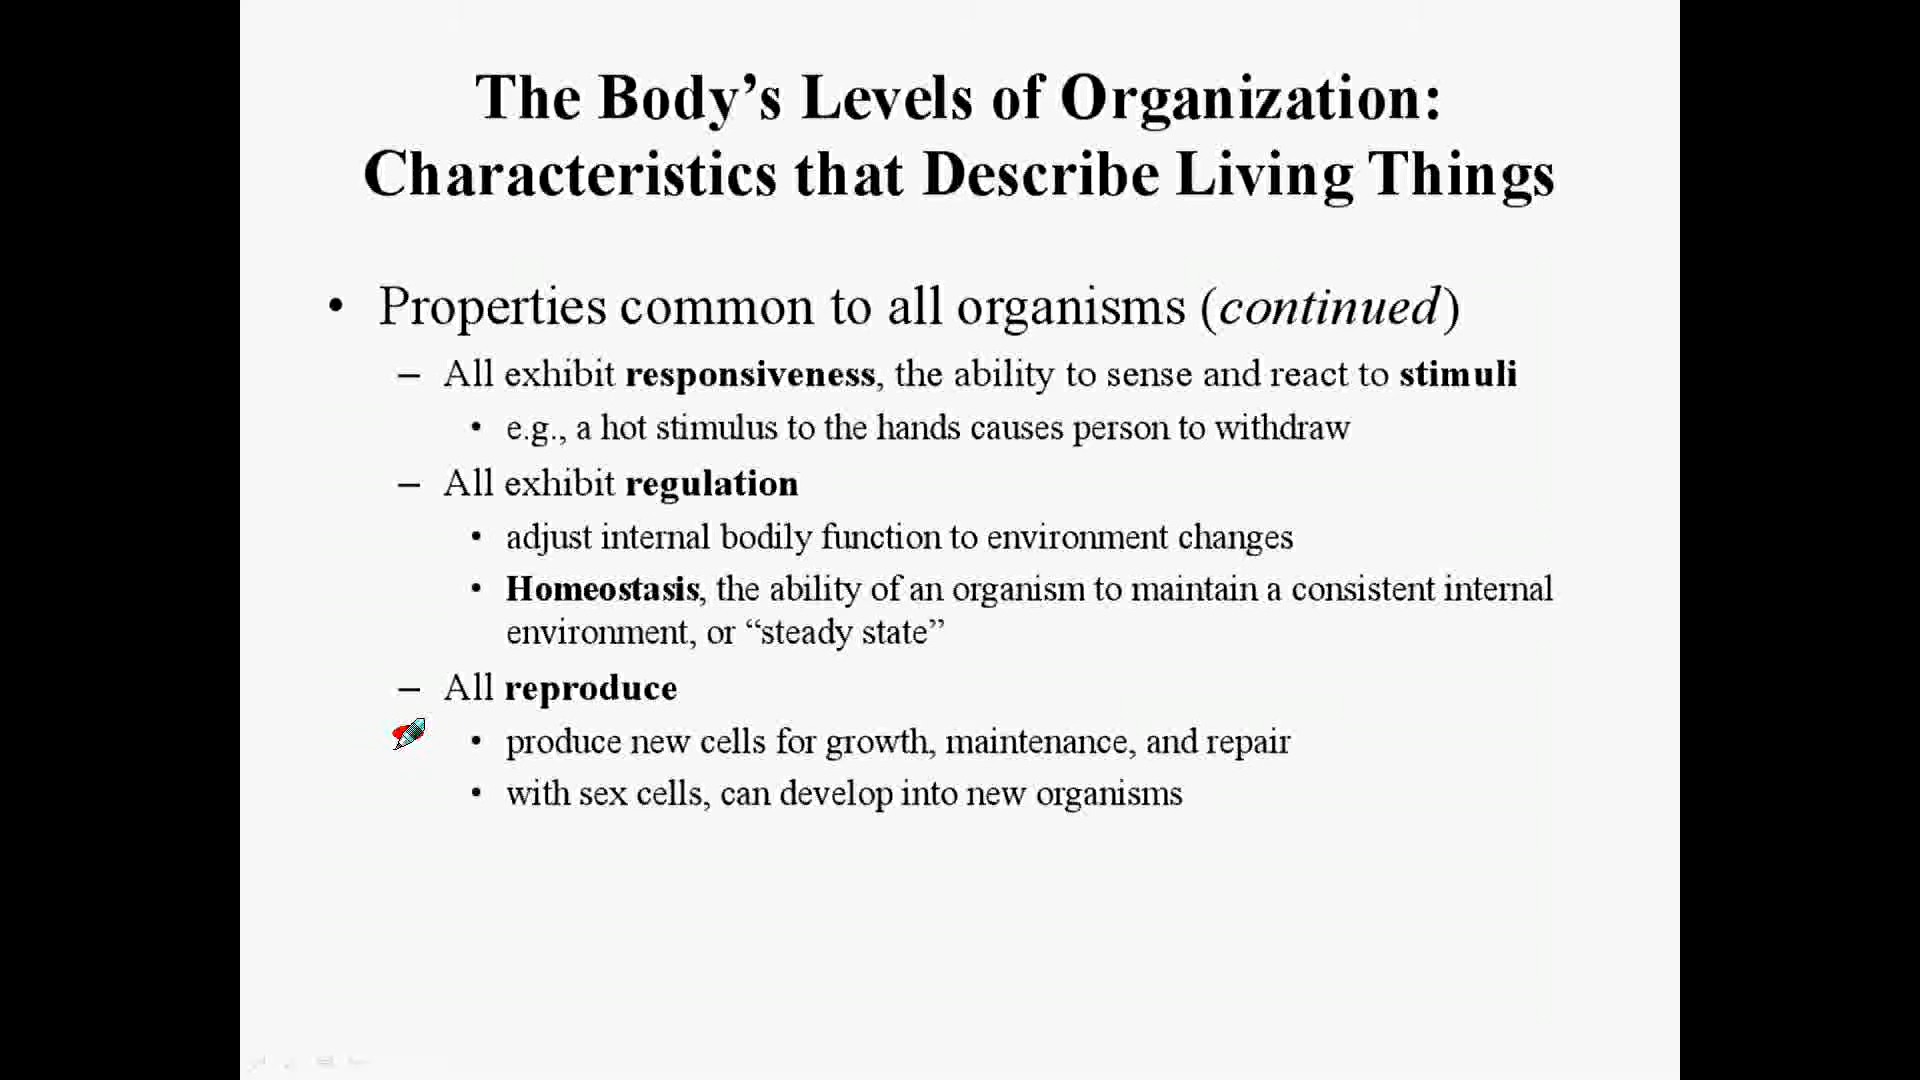 The Body’s Levels of Organization:
Characteristics that Describe Living Things
• Properties common to all organisms (continued)
– All exhibit responsiveness, the ability to sense and react to stimuli
• e.g., a hot stimulus to the hands causes person to withdraw
– All exhibit regulation
• adjust internal bodily function to environment changes
• Homeostasis, the ability of an organism to maintain a consistent internal
environment, or “steady state”
– All reproduce
• produce new cells for growth, maintenance, and repair
• with sex cells, can develop into new organisms